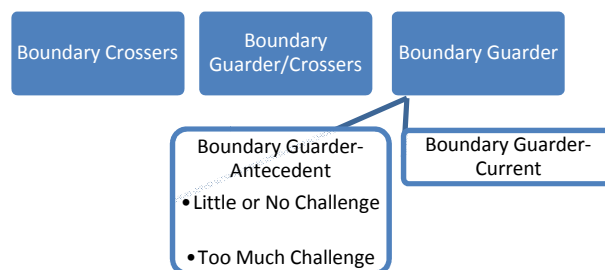 Boundary Crossers
Boundary
Guarder/Crossers
Boundary Guarder
Boundary Guarder-
Antecedent
•Little or No Challenge
•Too Much Challenge
Boundary Guarder-
Current